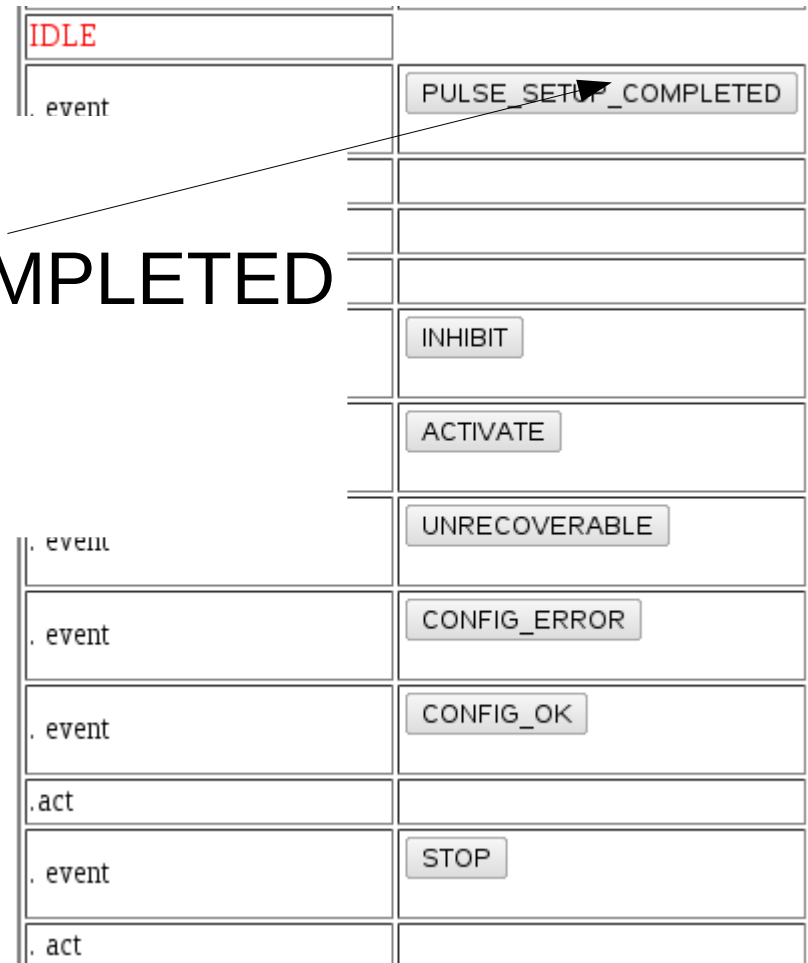 IDLE
. event PULSE_SETUP_COMPLETED
MPLETED
INHIBIT
ACTIVATE
. event UNRECOVERABLE
. event CONFIG_ERROR
. event CONFIG_OK
.act
. event STOP
. act